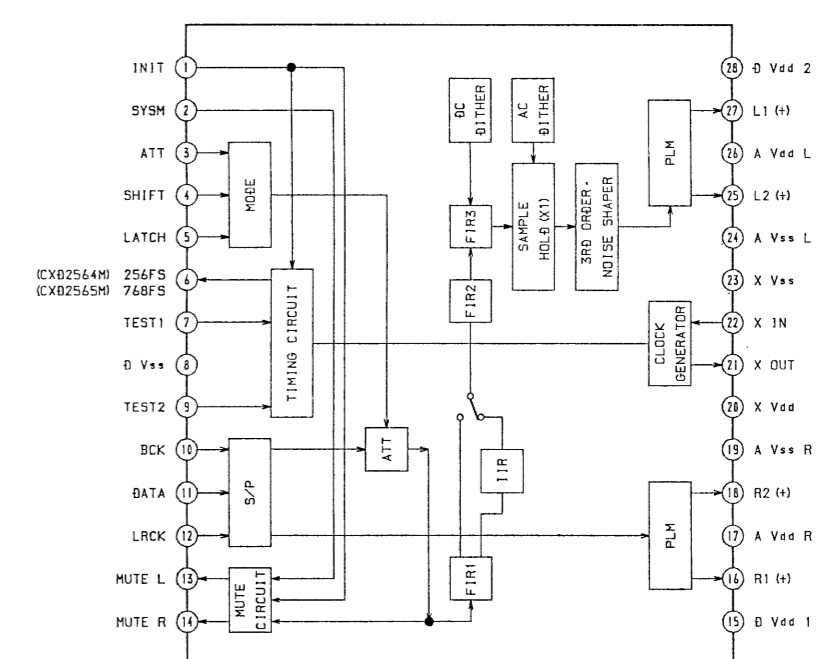 INIT 1
SYSM 2
ATT 3
SHIFT 4
LATCH 5
(CXD2564M) 256FS 6
(CXD2565M) 768FS
TEST1 7
D Vss 8
TEST2 9
BCK 10
DATA 11
LRCK 12
MUTE L 13
MUTE R 14
MODE
TIMING CIRCUIT
S/P
MUTE
CIRCUIT
ATT
DC
DITHER
AC
DITHER
FIR3
FIR2
SAMPLE
HOLD (X1)
3RD ORDER-
NOISE SHAPER
IIR
FIR1
PLM
CLOCK
GENERATOR
PLM
28 D Vdd 2
27 L1 (+)
26 A Vdd L
25 L2 (+)
24 A Vss L
23 X Vss
22 X IN
21 X OUT
20 X Vdd
19 A Vss R
18 R2 (+)
17 A Vdd R
16 R1 (+)
15 D Vdd 1